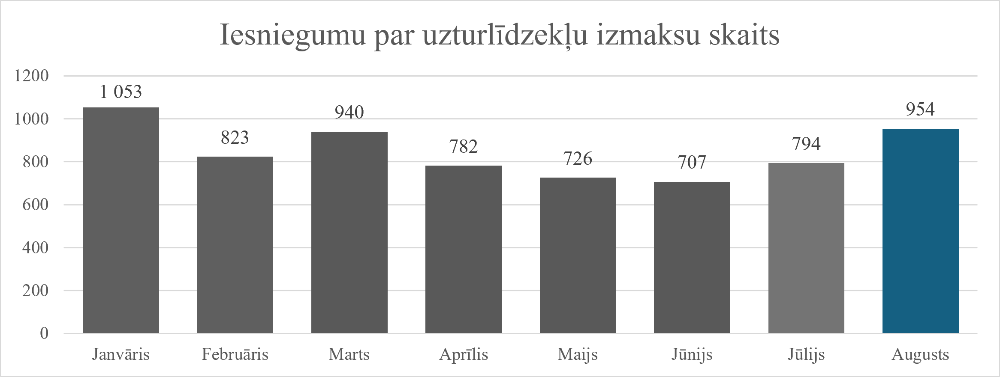 Iesniegumu par uzturlīdzekļu izmaksu skaits
1200
1000
800
600
400
200
0
1 053
823
940
782
726
707
794
954
Janvāris
Februāris
Marts
Aprīlis
Maijs
Jūnijs
Jūlijs
Augusts